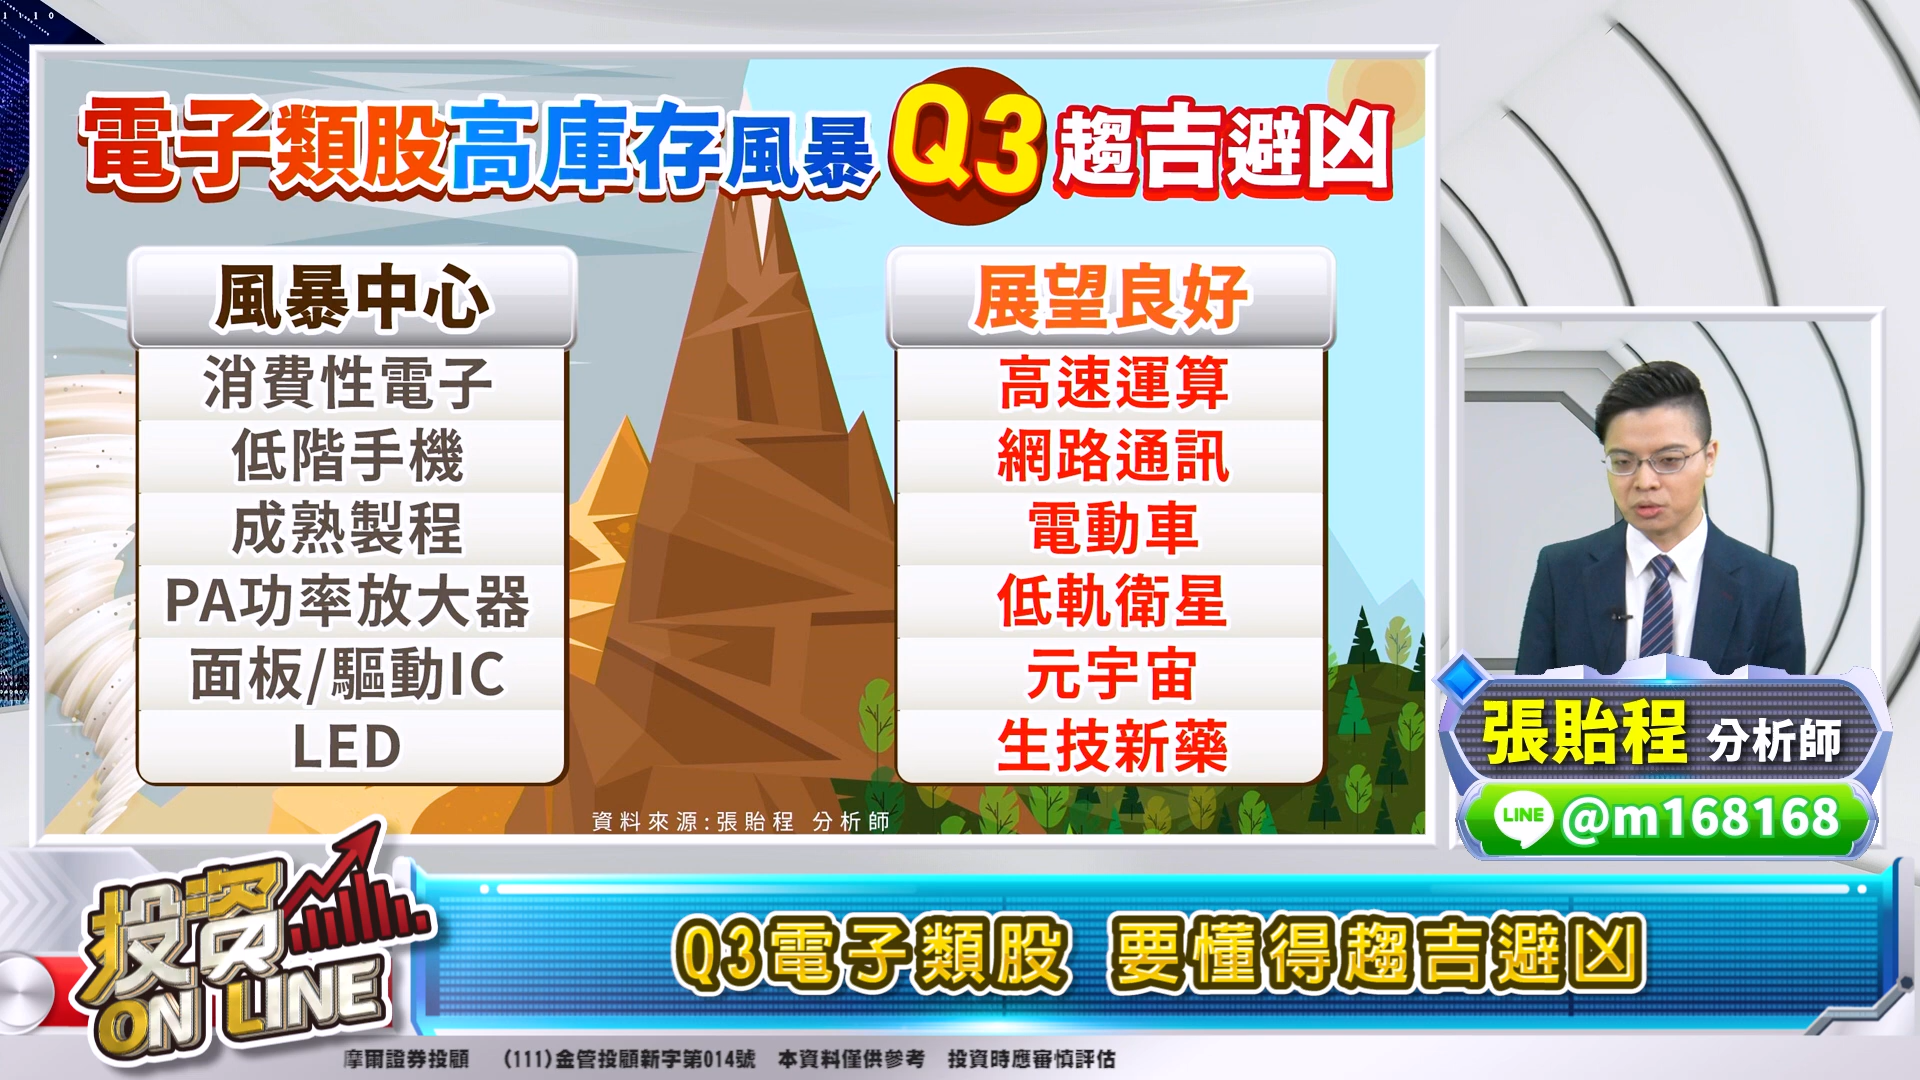 電子類股高庫存風暴 Q3 趨吉避凶
風暴中心
消費性電子
低階手機
成熟製程
PA功率放大器
面板/驅動IC
LED
展望良好
高速運算
網路通訊
電動車
低軌衛星
元宇宙
生技新藥
資料來源:張貽程 分析師
張貽程 分析師
LINE @m168168
投資
ON LINE
Q3電子類股 要懂得趨吉避凶
摩爾證券投顧 (111)金管投顧新字第014號 本資料僅供參考 投資時應審慎評估